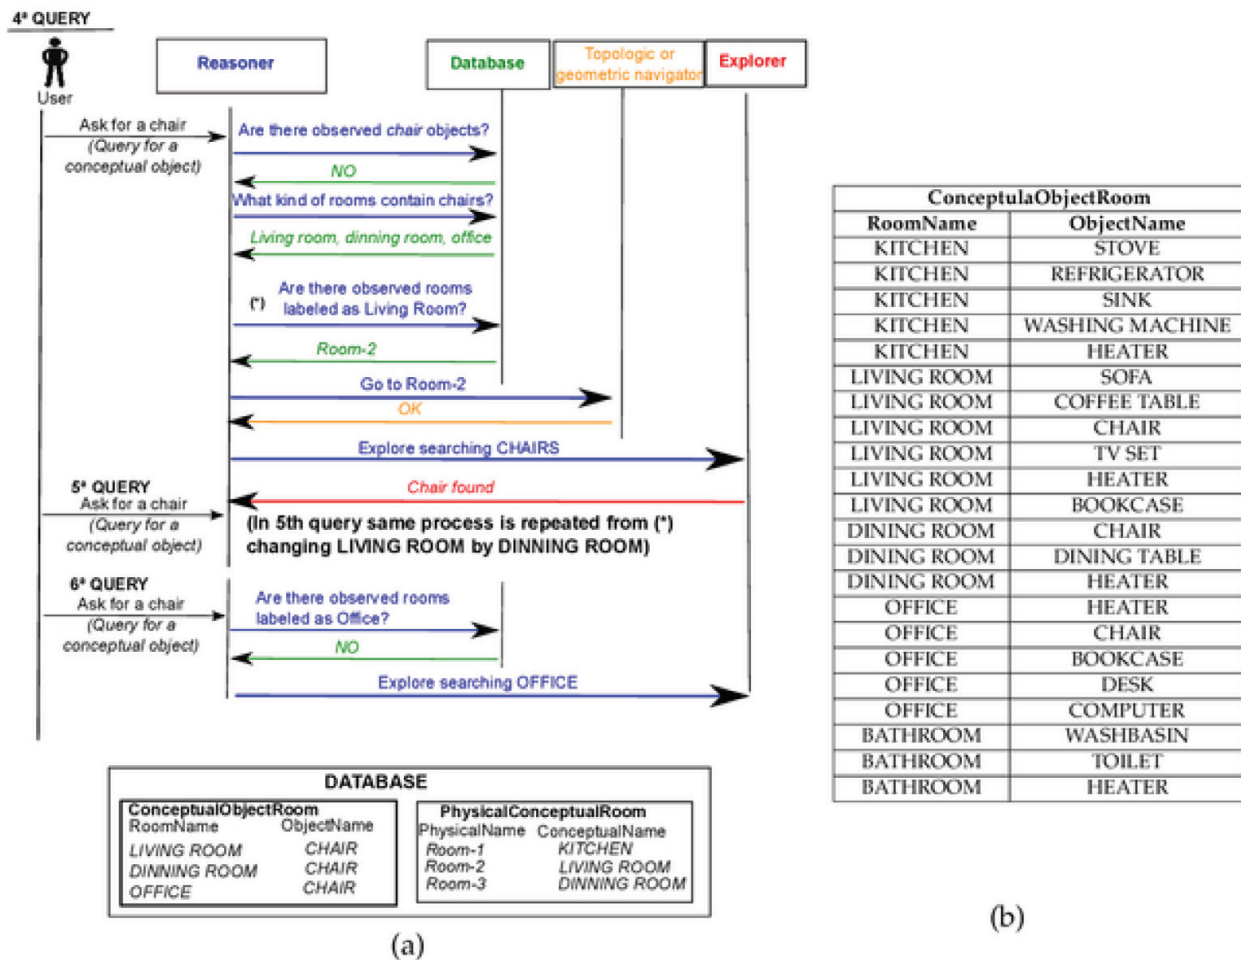 4ª QUERY
User
Reasoner
Database
Topologic or
geometric navigator
Explorer
Ask for a chair
(Query for a
conceptual object)
Are there observed chair objects?
NO
What kind of rooms contain chairs?
Living room, dinning room, office
(*) Are there observed rooms
labeled as Living Room?
Room-2
Go to Room-2
OK
Explore searching CHAIRS
Chair found
5ª QUERY
Ask for a chair
(Query for a
conceptual object)
(In 5th query same process is repeated from (*)
changing LIVING ROOM by DINNING ROOM)
6ª QUERY
Ask for a chair
(Query for a
conceptual object)
Are there observed rooms
labeled as Office?
NO
Explore searching OFFICE
DATABASE
ConceptualObjectRoom
RoomName ObjectName
LIVING ROOM CHAIR
DINNING ROOM CHAIR
OFFICE CHAIR
PhysicalConceptualRoom
PhysicalName ConceptualName
Room-1 KITCHEN
Room-2 LIVING ROOM
Room-3 DINNING ROOM
(a)
ConceptulaObjectRoom
RoomName ObjectName
KITCHEN STOVE
KITCHEN REFRIGERATOR
KITCHEN SINK
KITCHEN WASHING MACHINE
KITCHEN HEATER
LIVING ROOM SOFA
LIVING ROOM COFFEE TABLE
LIVING ROOM CHAIR
LIVING ROOM TV SET
LIVING ROOM HEATER
LIVING ROOM BOOKCASE
DINING ROOM CHAIR
DINING ROOM DINING TABLE
DINING ROOM HEATER
OFFICE HEATER
OFFICE CHAIR
OFFICE BOOKCASE
OFFICE DESK
OFFICE COMPUTER
BATHROOM WASHBASIN
BATHROOM TOILET
BATHROOM HEATER
(b)